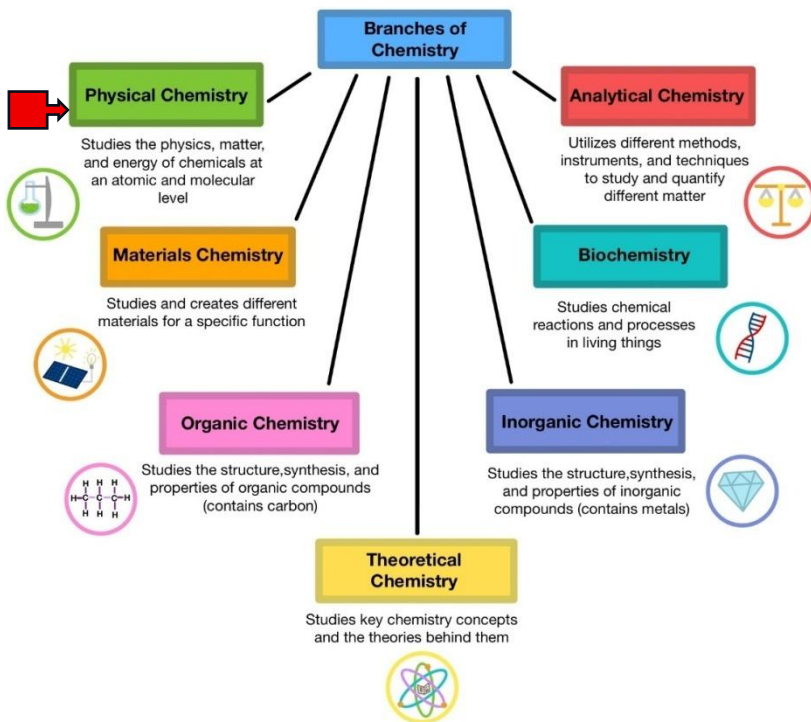 Branches of
Chemistry
Physical Chemistry
Studies the physics, matter,
and energy of chemicals at
an atomic and molecular
level
Analytical Chemistry
Utilizes different methods,
instruments, and techniques
to study and quantify
different matter
Materials Chemistry
Studies and creates different
materials for a specific function
Biochemistry
Studies chemical
reactions and processes
in living things
Organic Chemistry
Studies the structure,synthesis, and
properties of organic compounds
(contains carbon)
H H H
H-C-C-C-H
H H H
Inorganic Chemistry
Studies the structure,synthesis,
and properties of inorganic
compounds (contains metals)
Theoretical
Chemistry
Studies key chemistry concepts
and the theories behind them